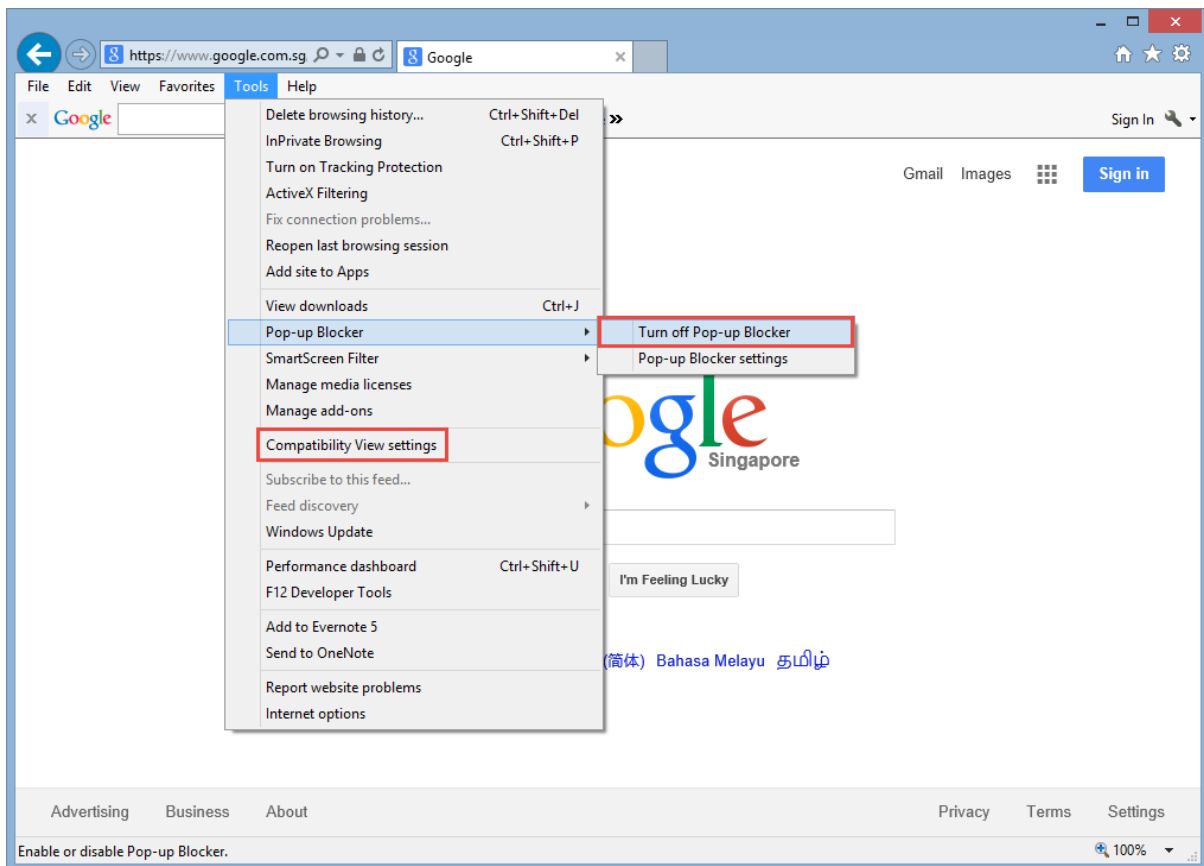 https://www.google.com.sg
Google
File Edit View Favorites Tools Help
x Google » Sign In
Delete browsing history... Ctrl+Shift+Del
InPrivate Browsing Ctrl+Shift+P
Turn on Tracking Protection
ActiveX Filtering
Fix connection problems...
Reopen last browsing session
Add site to Apps
View downloads Ctrl+J
Pop-up Blocker
Turn off Pop-up Blocker
Pop-up Blocker settings
SmartScreen Filter
Manage media licenses
Manage add-ons
Compatibility View settings
Subscribe to this feed...
Feed discovery
Windows Update
Performance dashboard Ctrl+Shift+U
F12 Developer Tools
Add to Evernote 5
Send to OneNote
Report website problems
Internet options
Gmail Images Sign in
ogle
Singapore
I'm Feeling Lucky
(简体) Bahasa Melayu தமிழ்
Advertising Business About Privacy Terms Settings
Enable or disable Pop-up Blocker. 100%